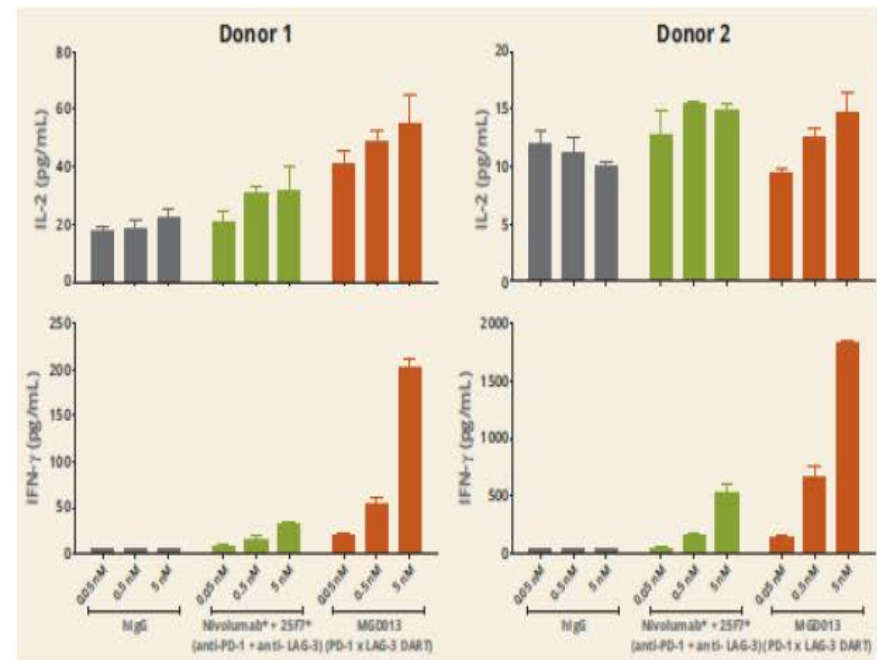 Donor 1
Donor 2
IL-2 (pg/mL)
80
60
40
20
0
IL-2 (pg/mL)
20
15
10
5
0
IFN-γ (pg/mL)
250
200
150
100
50
0
IFN-γ (pg/mL)
2000
1500
1000
500
0
0.05 nM 0.5 nM 5 nM 0.05 nM 0.5 nM 5 nM 0.05 nM 0.5 nM 5 nM
0.05 nM 0.5 nM 5 nM 0.05 nM 0.5 nM 5 nM 0.05 nM 0.5 nM 5 nM
hIgG Nivolumab* + 25F7* MGD013
(anti-PD-1 + anti- LAG-3) (PD-1 x LAG-3 DART)
hIgG Nivolumab* + 25F7* MGD013
(anti-PD-1 + anti- LAG-3) (PD-1 x LAG-3 DART)